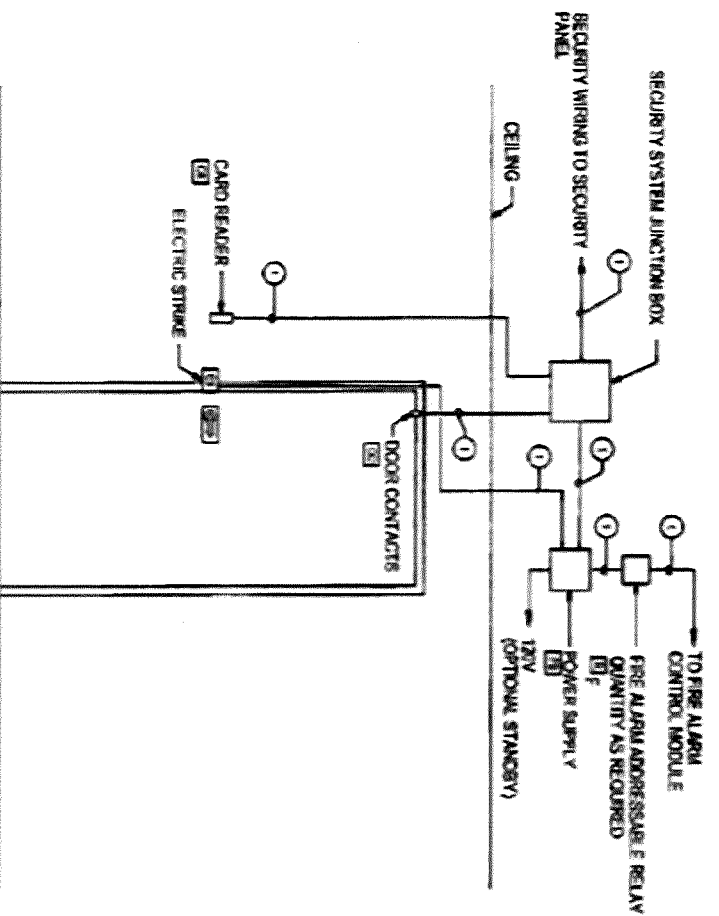 TO FIRE ALARM
CONTROL MODULE
FIRE ALARM ADDRESSABLE RELAY
QUANTITY AS REQUIRED
F
POWER SUPPLY
120V
(OPTIONAL STANDBY)
SECURITY SYSTEM JUNCTION BOX
SECURITY WIRING TO SECURITY
PANEL
CEILING
DOOR CONTACTS
CARD READER
ELECTRIC STRIKE